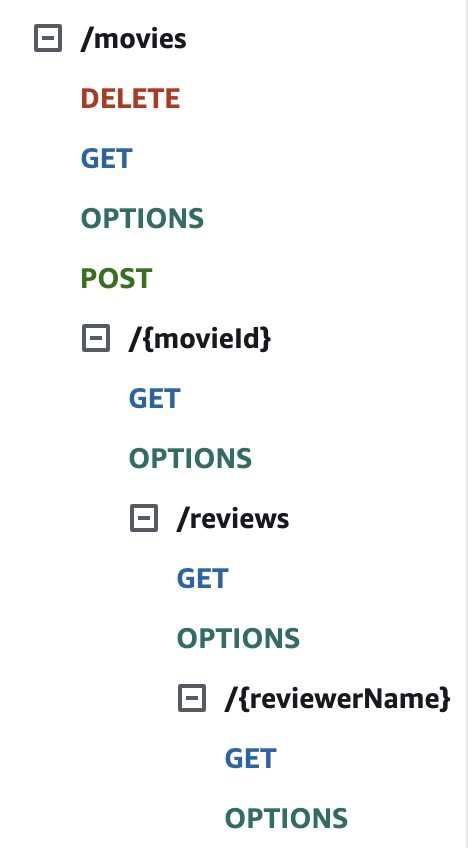 /movies
DELETE
GET
OPTIONS
POST
/{movieId}
GET
OPTIONS
/reviews
GET
OPTIONS
/{reviewerName}
GET
OPTIONS